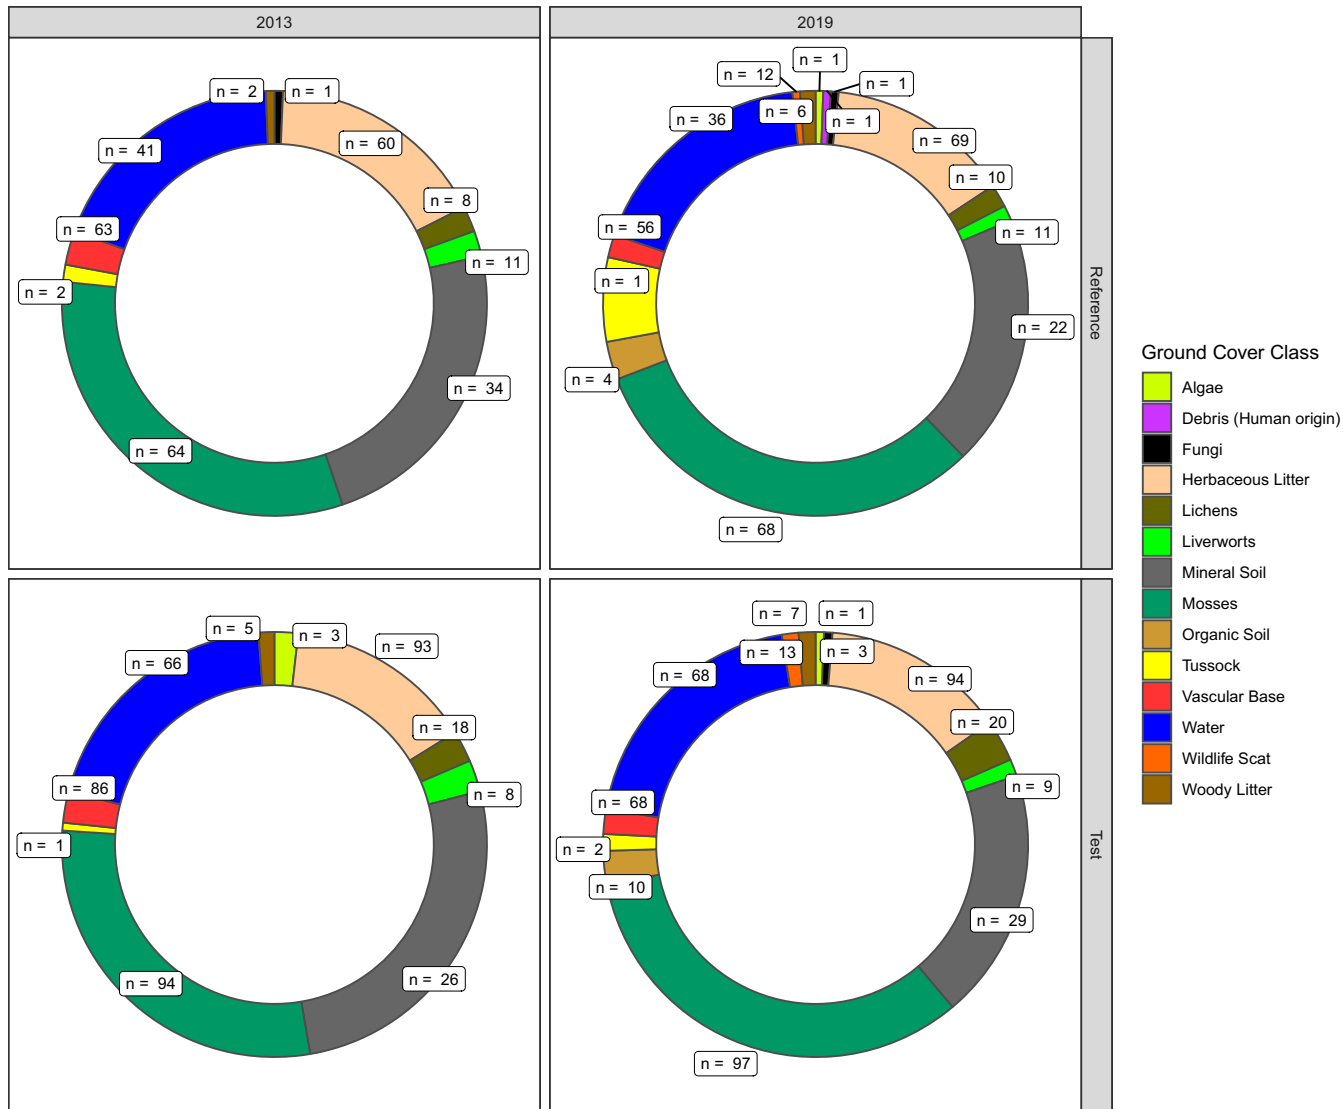 2013
2019
n = 2
n = 1
n = 41
n = 60
n = 8
n = 63
n = 11
n = 2
n = 34
n = 64
n = 1
n = 12
n = 1
n = 6
n = 36
n = 1
n = 69
n = 10
n = 56
n = 11
n = 1
n = 22
n = 4
n = 68
Reference
n = 5
n = 3
n = 93
n = 66
n = 18
n = 86
n = 8
n = 1
n = 26
n = 94
n = 7
n = 1
n = 13
n = 3
n = 68
n = 94
n = 20
n = 68
n = 9
n = 2
n = 10
n = 29
n = 97
Test
Ground Cover Class
Algae
Debris (Human origin)
Fungi
Herbaceous Litter
Lichens
Liverworts
Mineral Soil
Mosses
Organic Soil
Tussock
Vascular Base
Water
Wildlife Scat
Woody Litter